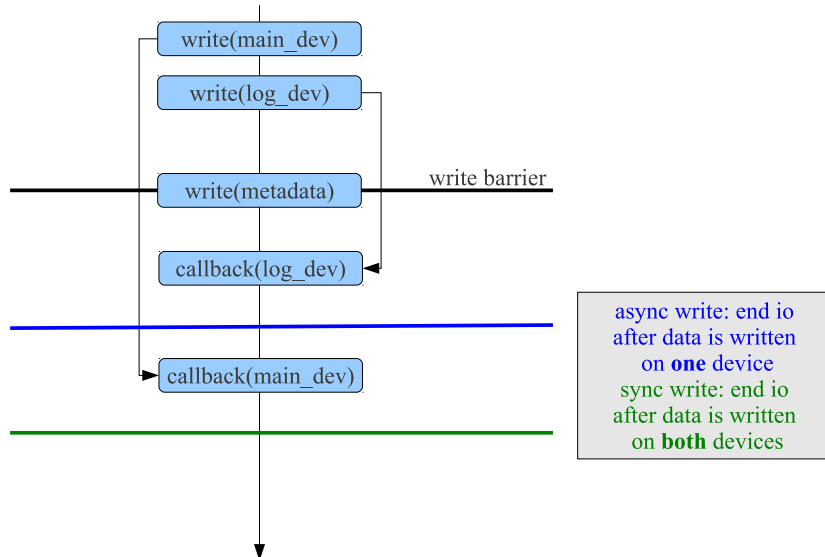 write(main_dev)
write(log_dev)
write barrier
write(metadata)
callback(log_dev)
async write: end io
after data is written
on one device
sync write: end io
after data is written
on both devices
callback(main_dev)